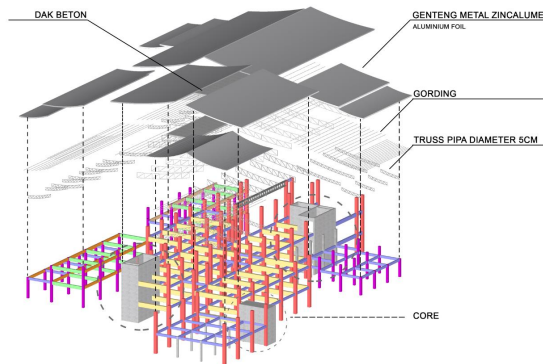 DAK BETON
GENTENG METAL ZINCALUME
ALUMINIUM FOIL
GORDING
TRUSS PIPA DIAMETER 5CM
CORE